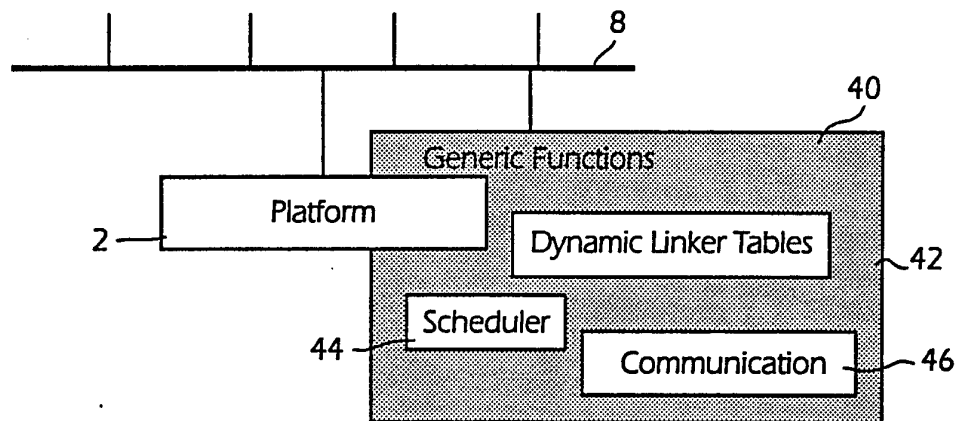 8
40
Generic Functions
Platform
2
Dynamic Linker Tables
42
Scheduler
44
Communication
46